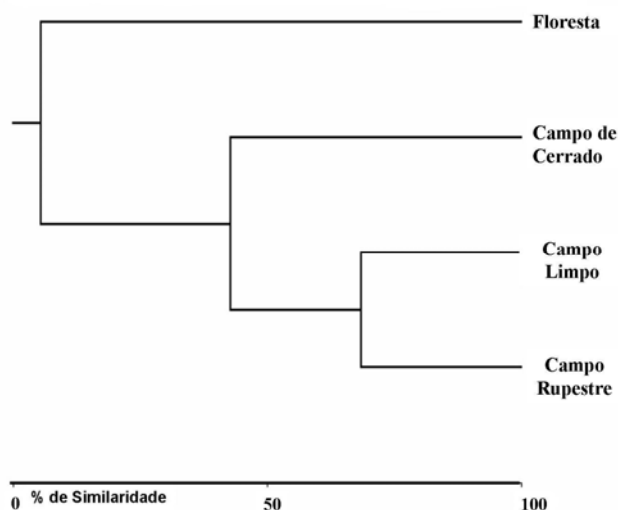 Floresta
Campo de
Cerrado
Campo
Limpo
Campo
Rupestre
0 % de Similaridade 50 100